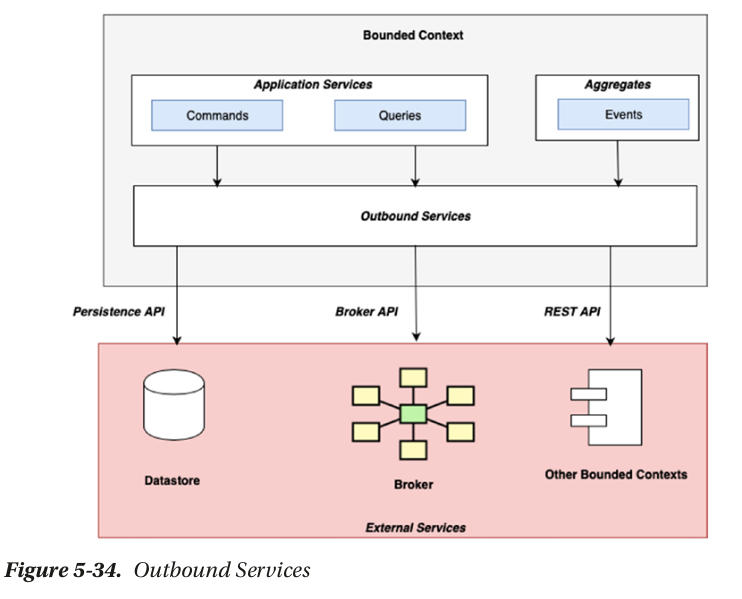 Bounded Context
Application Services
Aggregates
Commands
Queries
Events
Outbound Services
Persistence API
Broker API
REST API
Datastore
Broker
Other Bounded Contexts
External Services
Figure 5-34. Outbound Services